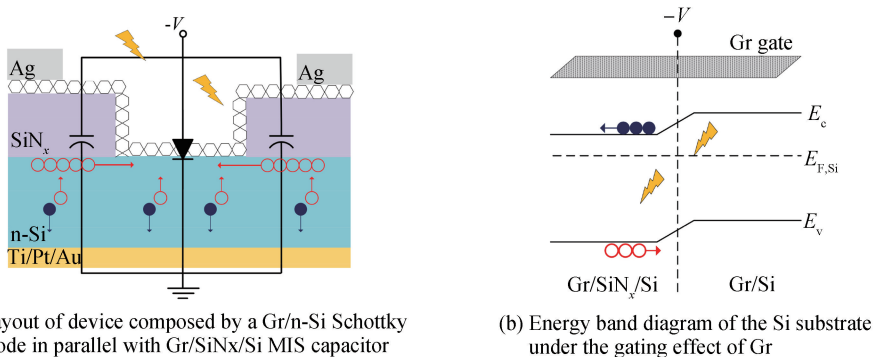 -V
Ag
Ag
SiNx
n-Si
Ti/Pt/Au
ayout of device composed by a Gr/n-Si Schottky
ode in parallel with Gr/SiNx/Si MIS capacitor
−V
Gr gate
Ec
EF,Si
Ev
Gr/SiNx/Si
Gr/Si
(b) Energy band diagram of the Si substrate
under the gating effect of Gr